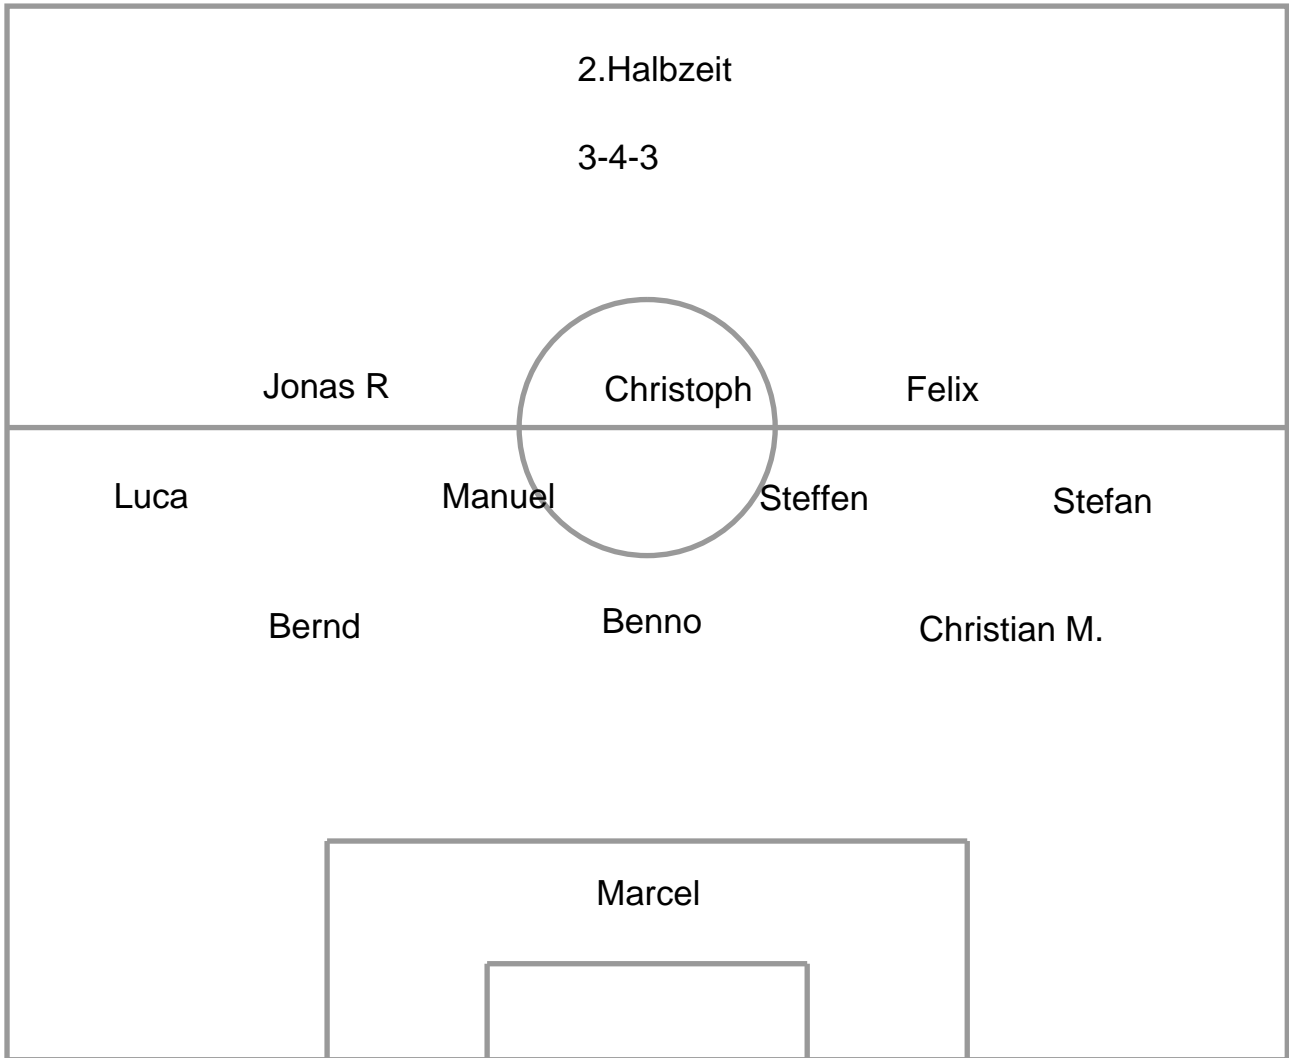 2.Halbzeit
3-4-3
Jonas R Christoph Felix
Luca Manuel Steffen Stefan
Bernd Benno Christian M.
Marcel